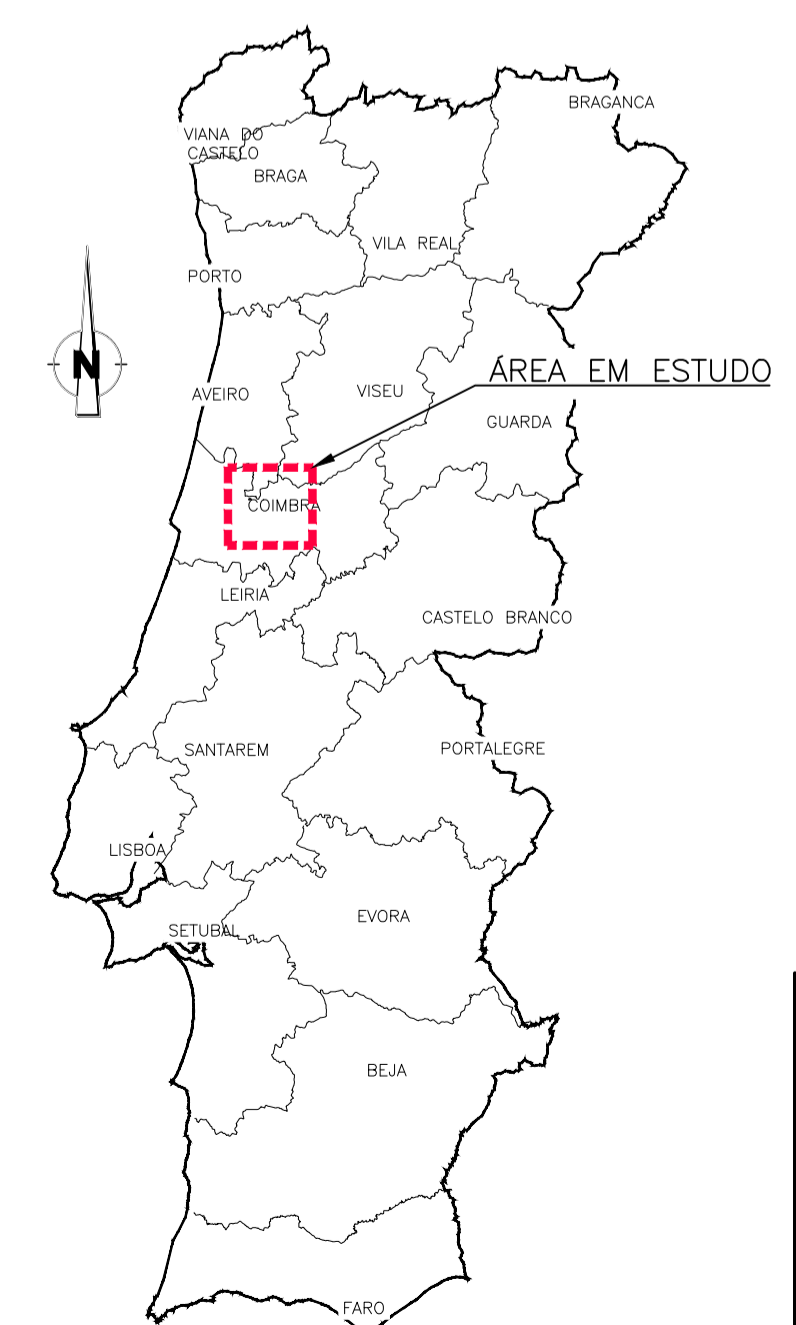 BRAGANCA
VIANA DO
CASTELO
BRAGA
VILA REAL
PORTO
N
ÁREA EM ESTUDO
AVEIRO
VISEU
GUARDA
COIMBRA
LEIRIA
CASTELO BRANCO
SANTAREM
PORTALEGRE
LISBOA
EVORA
SETUBAL
BEJA
FARO